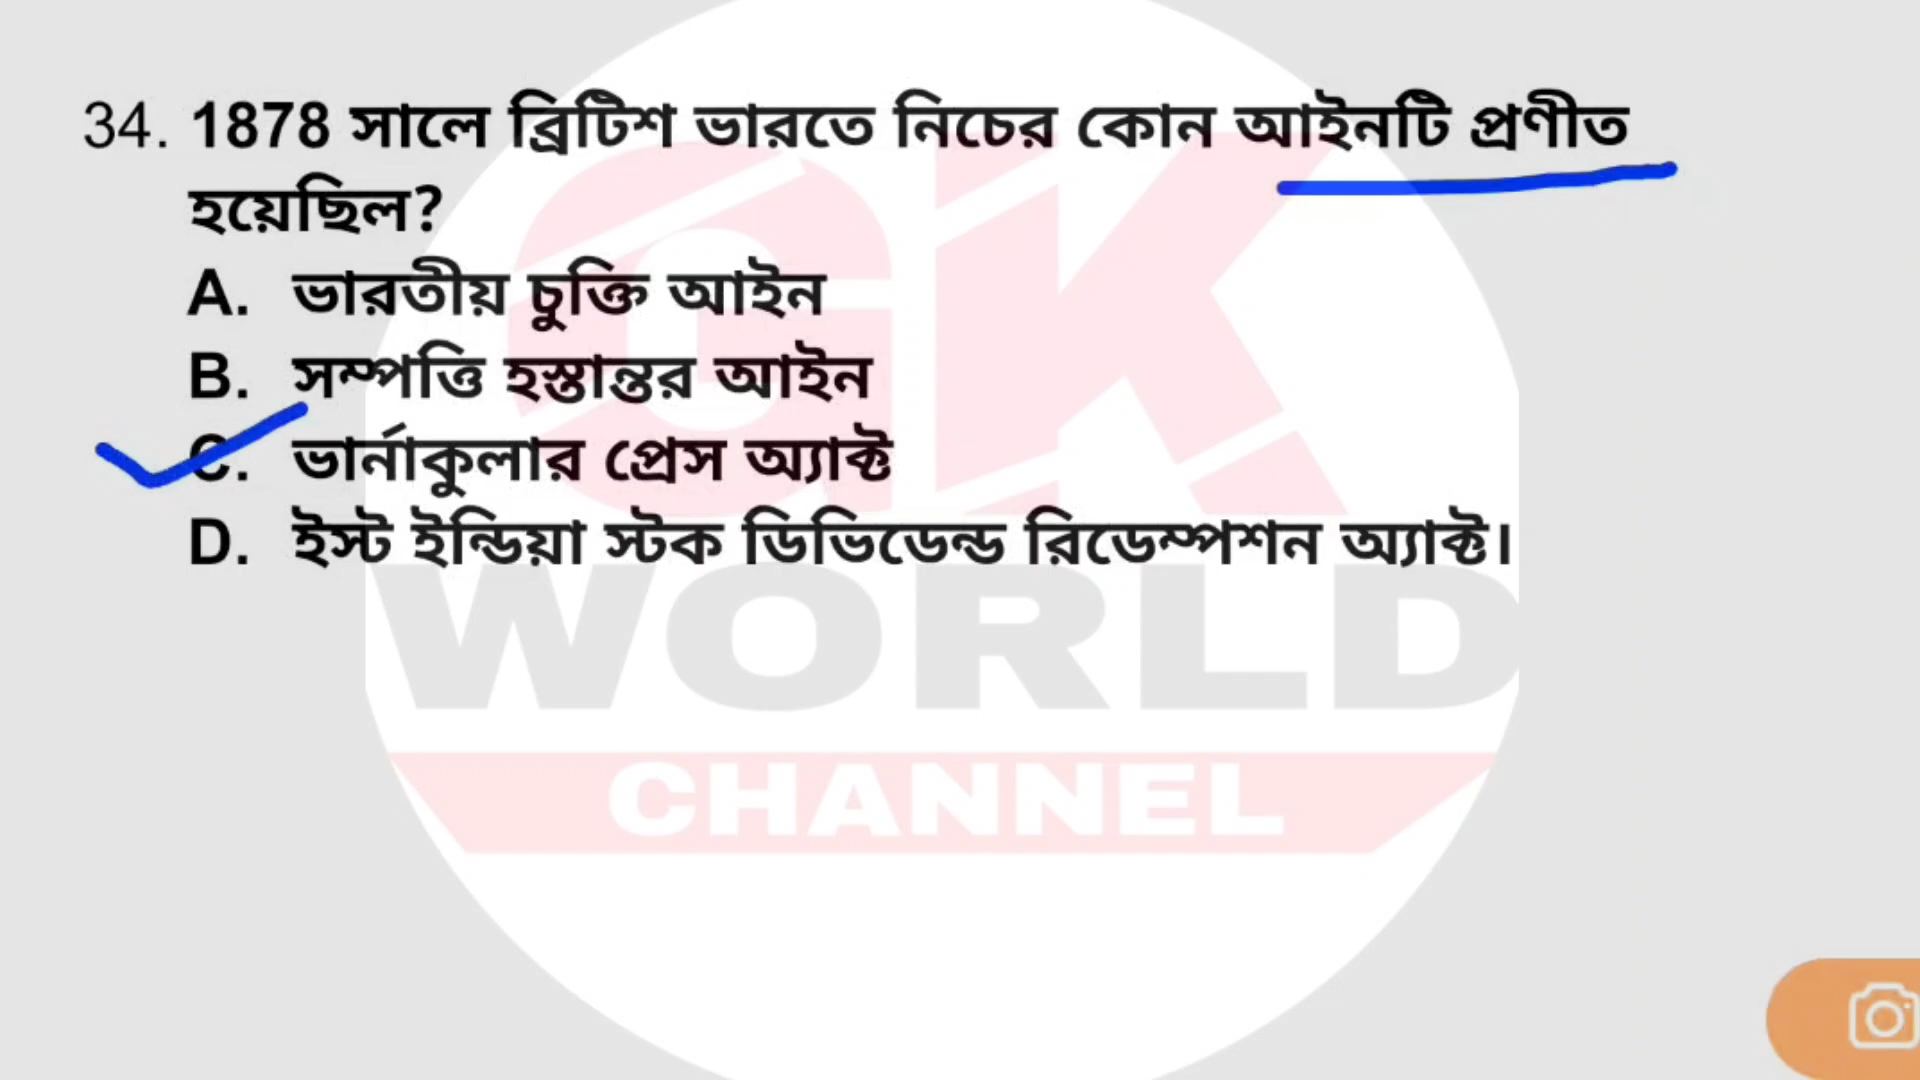 34. 1878 সালে ব্রিটিশ ভারতে নিচের কোন আইনটি প্রণীত
হয়েছিল?
A. ভারতীয় চুক্তি আইন
B. সম্পত্তি হস্তান্তর আইন
C. ভার্নাকুলার প্রেস অ্যাক্ট
D. ইস্ট ইন্ডিয়া স্টক ডিভিডেন্ড রিডেম্পশন অ্যাক্ট।
GK
WORLD
CHANNEL